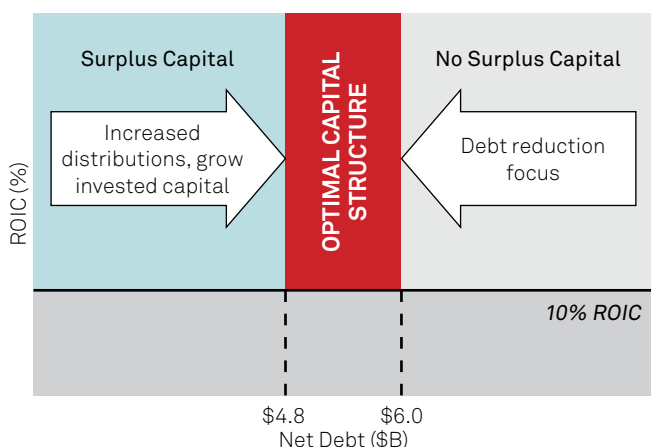 Surplus Capital
Increased
distributions, grow
invested capital
OPTIMAL CAPITAL
STRUCTURE
No Surplus Capital
Debt reduction
focus
ROIC (%)
10% ROIC
$4.8
$6.0
Net Debt ($B)